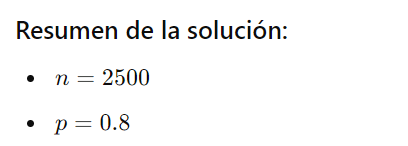 Resumen de la solución:
• n = 2500
• p = 0.8